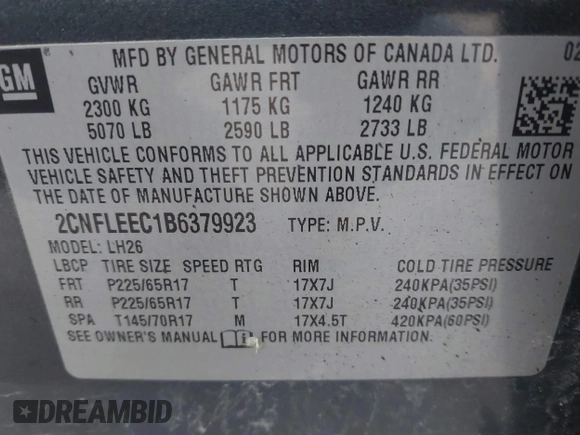 GM
MFD BY GENERAL MOTORS OF CANADA LTD. 02
GVWR GAWR FRT GAWR RR
2300 KG 1175 KG 1240 KG
5070 LB 2590 LB 2733 LB
THIS VEHICLE CONFORMS TO ALL APPLICABLE U.S. FEDERAL MOTOR
VEHICLE SAFETY AND THEFT PREVENTION STANDARDS IN EFFECT ON
THE DATE OF MANUFACTURE SHOWN ABOVE.
2CNFLEEC1B6379923 TYPE: M.P.V.
MODEL: LH26
LBCP TIRE SIZE SPEED RTG RIM COLD TIRE PRESSURE
FRT P225/65R17 T 17X7J 240KPA(35PSI)
RR P225/65R17 T 17X7J 240KPA(35PSI)
SPA T145/70R17 M 17X4.5T 420KPA(60PSI)
SEE OWNER'S MANUAL i FOR MORE INFORMATION.
DREAMBID